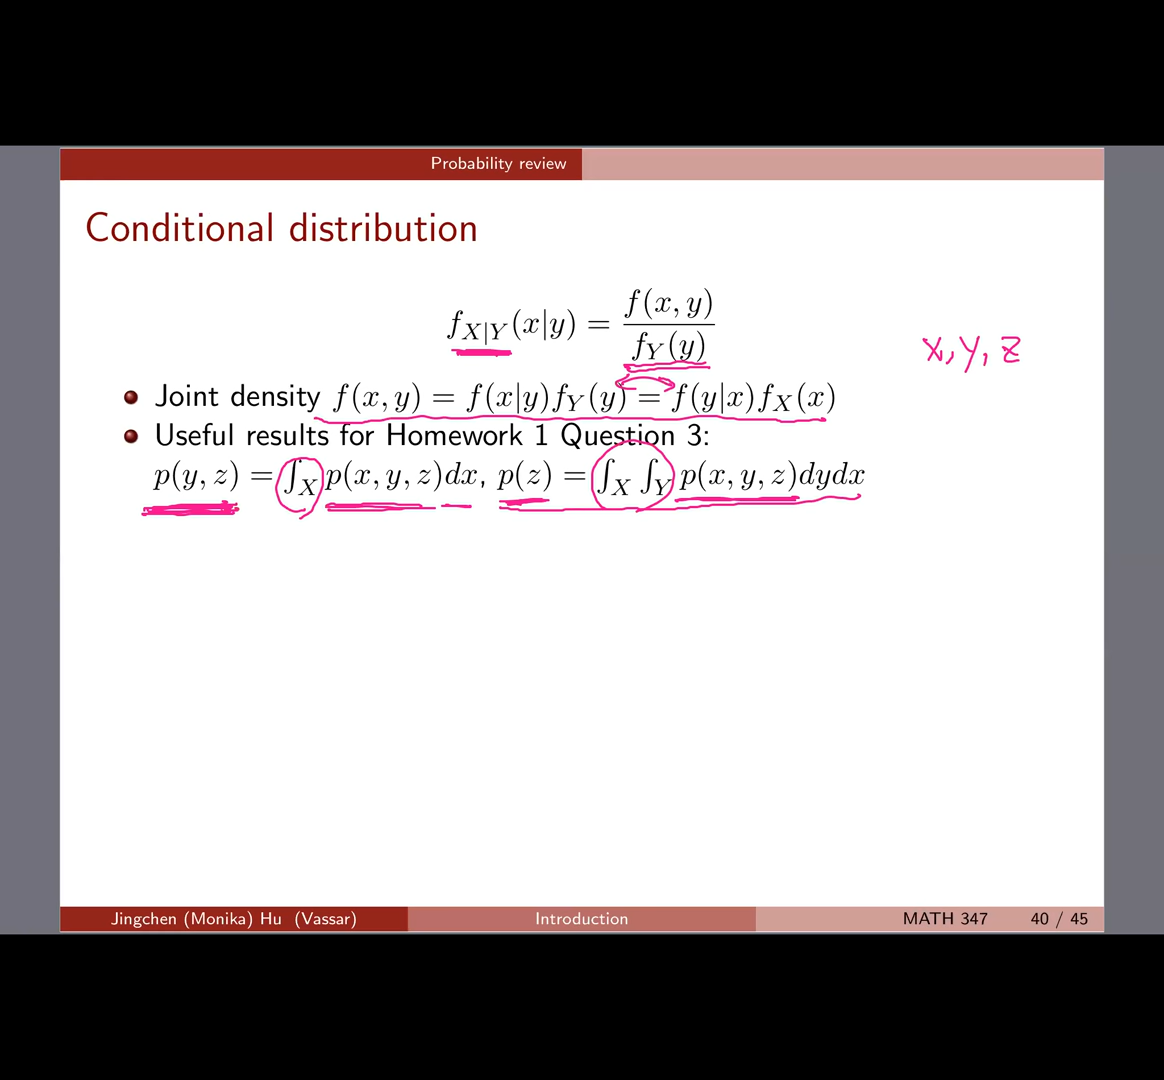 Probability review
Conditional distribution
f_{X|Y}(x|y) = \frac{f(x, y)}{f_Y(y)}
x, y, z
Joint density f(x, y) = f(x|y)f_Y(y) = f(y|x)f_X(x)
Useful results for Homework 1 Question 3:
p(y, z) = ∫_X p(x, y, z)dx, p(z) = ∫_X ∫_Y p(x, y, z)dydx
Jingchen (Monika) Hu (Vassar) Introduction MATH 347 40 / 45